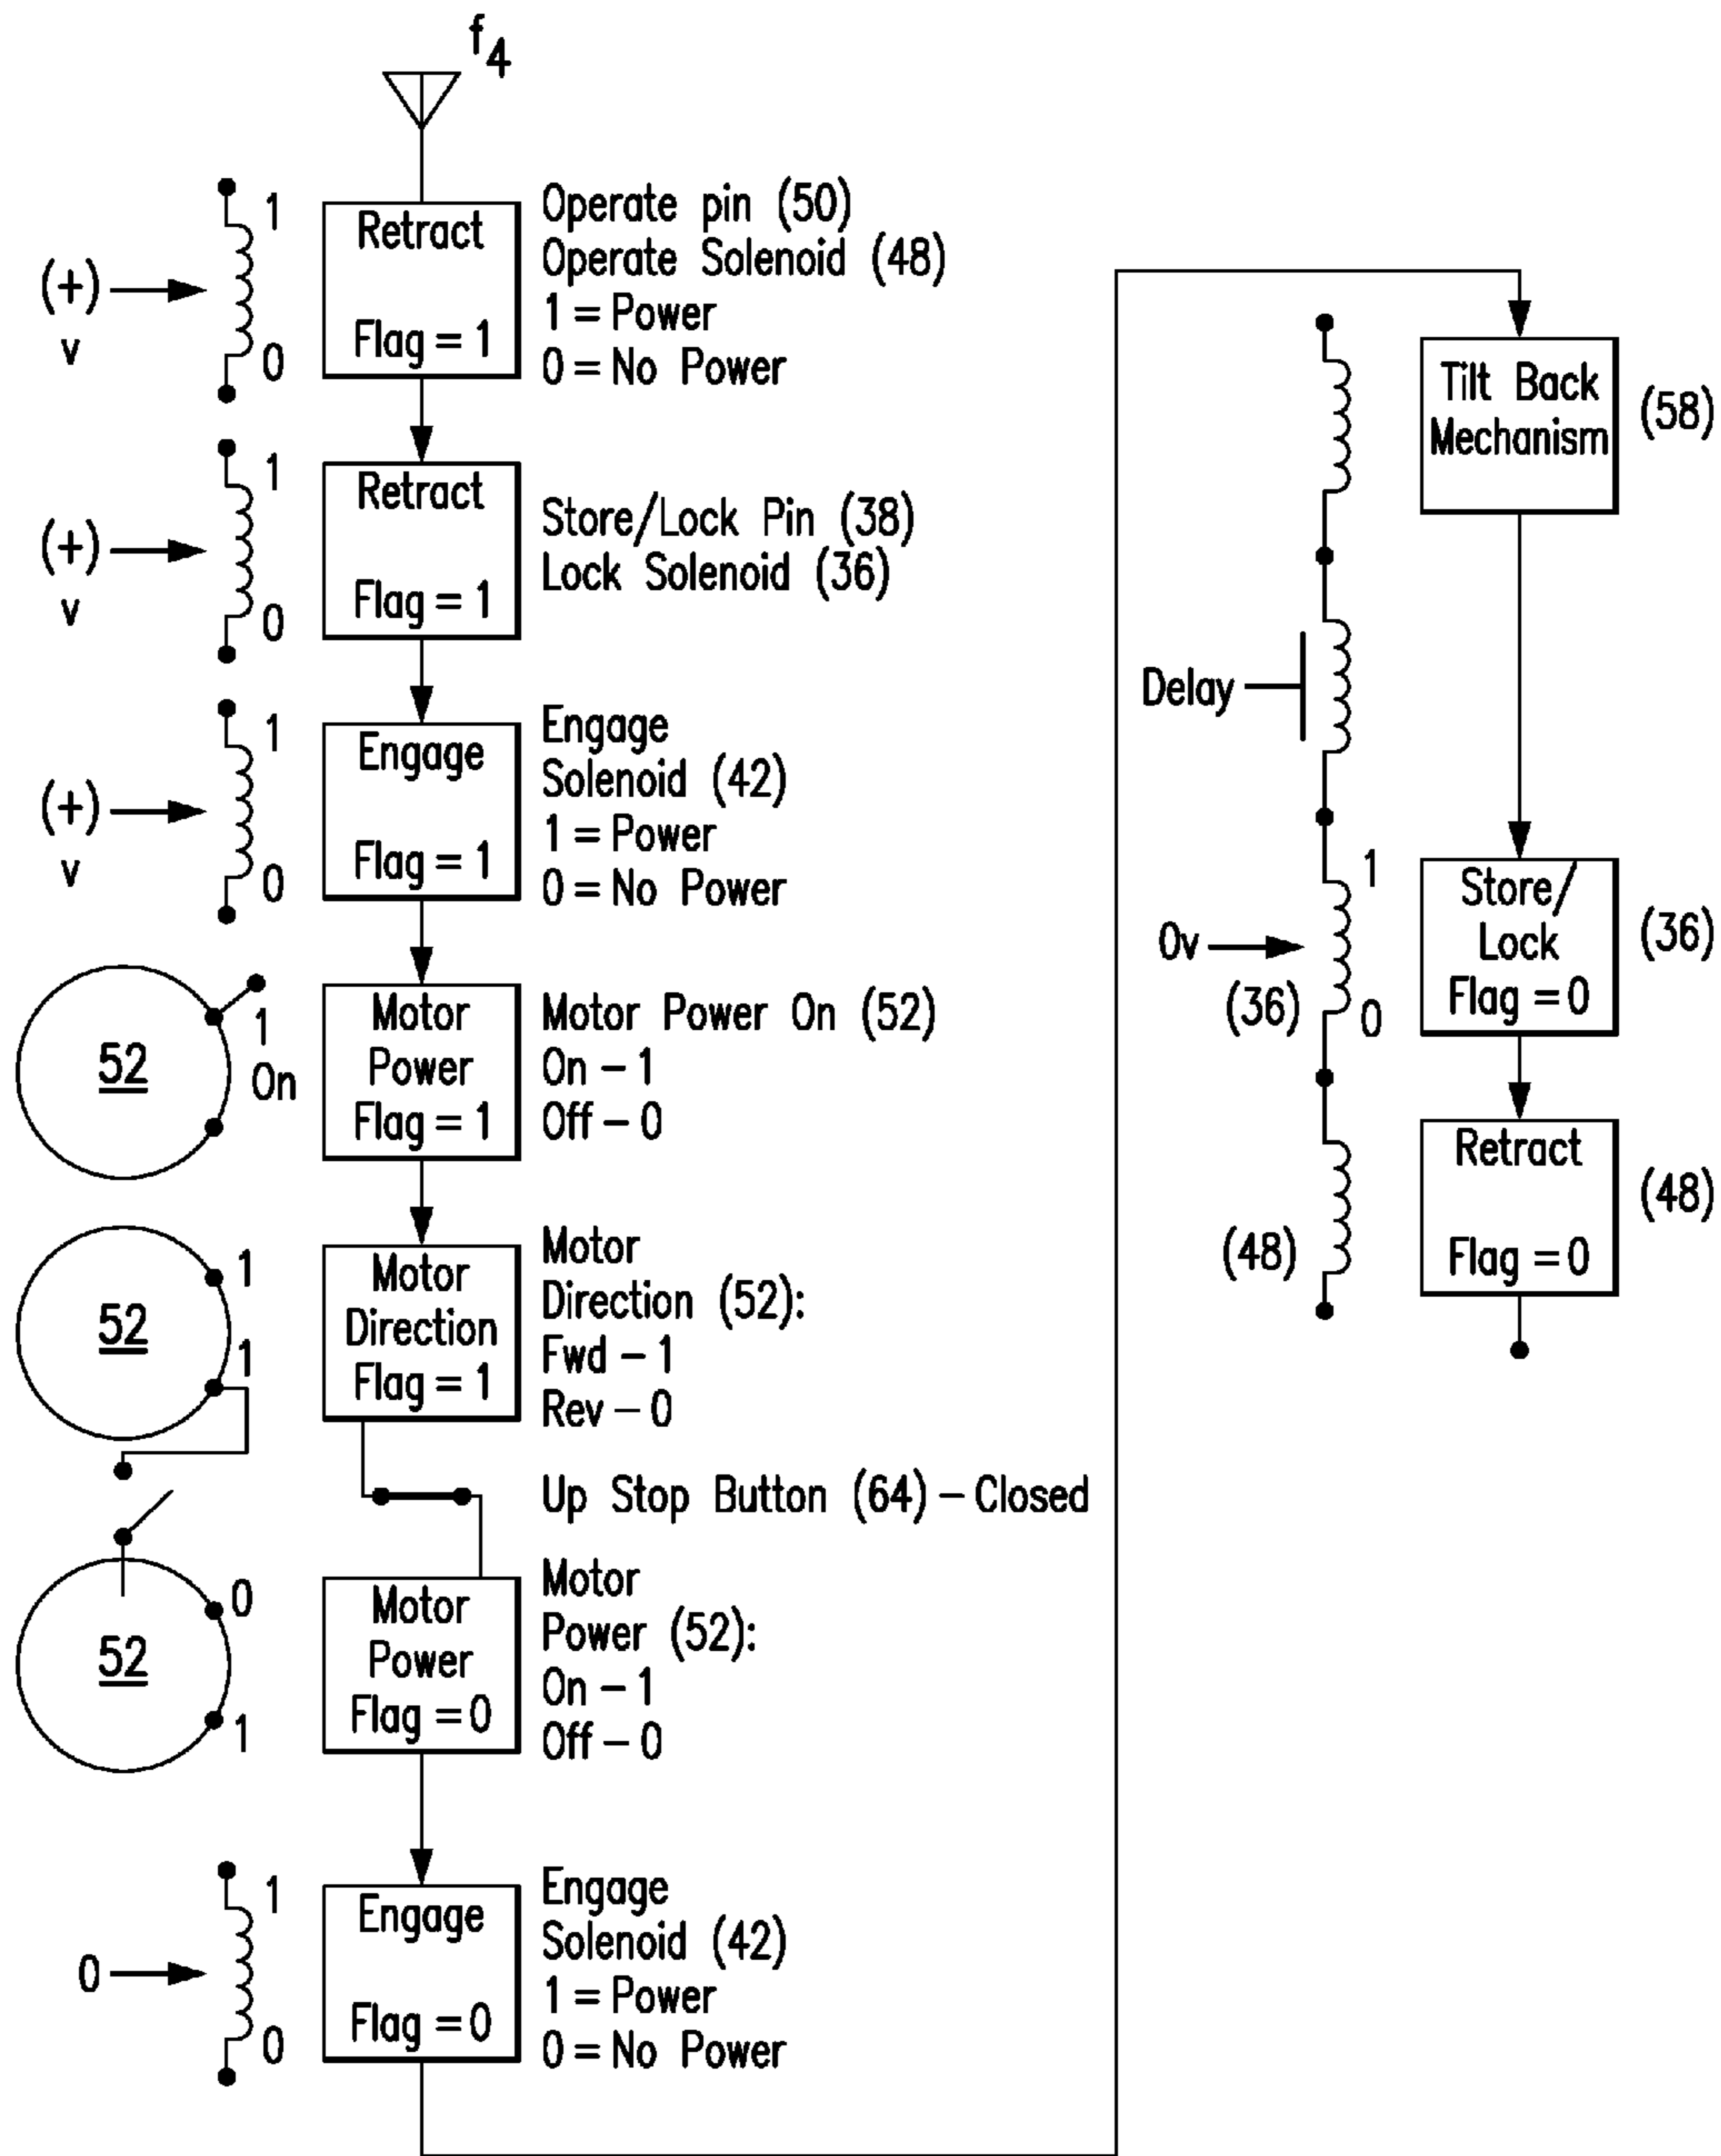 f4
1
(+)
v
0
Retract
Flag = 1
Operate pin (50)
Operate Solenoid (48)
1 = Power
0 = No Power
1
(+)
v
0
Retract
Flag = 1
Store/Lock Pin (38)
Lock Solenoid (36)
1
(+)
v
0
Engage
Flag = 1
Engage
Solenoid (42)
1 = Power
0 = No Power
52
1
On
Motor
Power
Flag = 1
Motor Power On (52)
On – 1
Off – 0
52
1
1
Motor
Direction
Flag = 1
Motor
Direction (52):
Fwd – 1
Rev – 0
Up Stop Button (64) – Closed
52
0
1
Motor
Power
Flag = 0
Motor
Power (52):
On – 1
Off – 0
1
0
0
Engage
Flag = 0
Engage
Solenoid (42)
1 = Power
0 = No Power
Tilt Back
Mechanism
(58)
Delay
1
0v
(36)
0
Store/
Lock
Flag = 0
(36)
(48)
Retract
Flag = 0
(48)